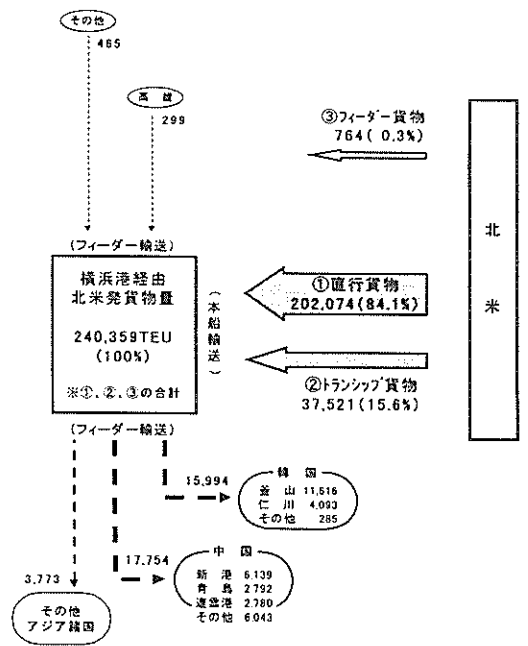 その他
465
高雄
299
③フィーダー貨物
764( 0.3%)
北米
(フィーダー輸送)
横浜港経由
北米発貨物量
240,359TEU
(100%)
※①、②、③の合計
(本船輸送)
①直行貨物
202,074(84.1%)
②トランシップ貨物
37,521(15.6%)
(フィーダー輸送)
15,994
韓国
釜山 11,616
仁川 4,093
その他 285
17,754
中国
新港 6,139
青島 2,792
連雲港 2,780
その他 6,043
3,773
その他
アジア諸国